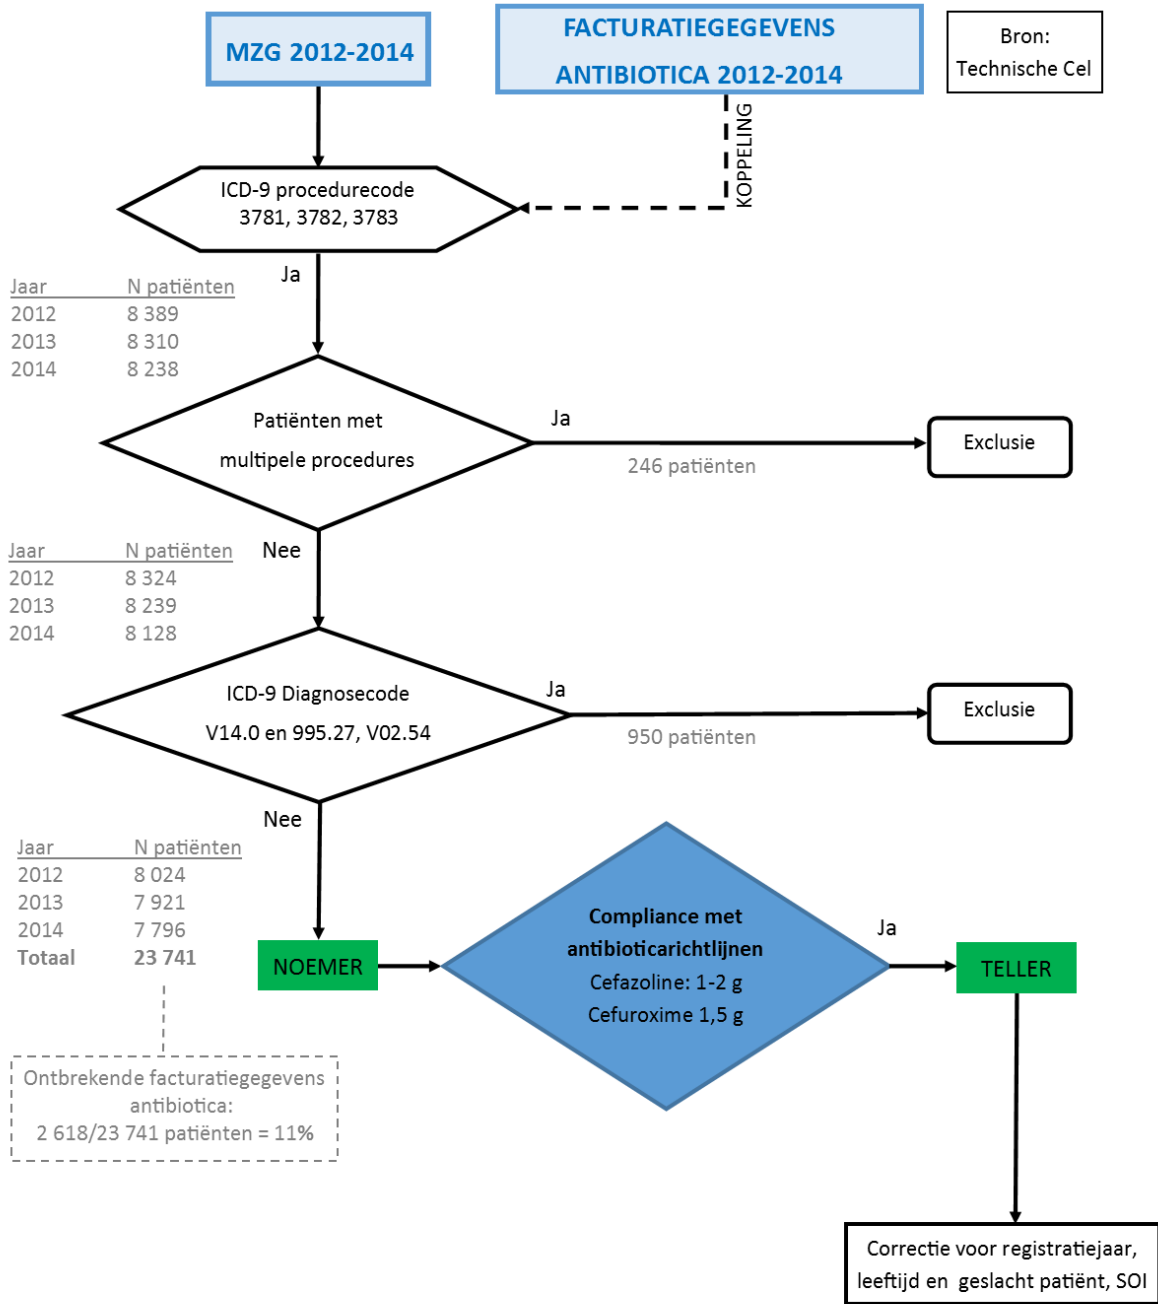 MZG 2012-2014
FACTURATIEGEGEVENS
ANTIBIOTICA 2012-2014
Bron:
Technische Cel
KOPPELING
ICD-9 procedurecode
3781, 3782, 3783
Ja
Jaar N patiënten
2012 8 389
2013 8 310
2014 8 238
Patiënten met
multipele procedures
Ja
246 patiënten
Exclusie
Nee
Jaar N patiënten
2012 8 324
2013 8 239
2014 8 128
ICD-9 Diagnosecode
V14.0 en 995.27, V02.54
Ja
950 patiënten
Exclusie
Nee
Jaar N patiënten
2012 8 024
2013 7 921
2014 7 796
Totaal 23 741
NOEMER
Compliance met
antibioticarichtlijnen
Cefazoline: 1-2 g
Cefuroxime 1,5 g
Ja
TELLER
Ontbrekende facturatiegegevens
antibiotica:
2 618/23 741 patiënten = 11%
Correctie voor registratiejaar,
leeftijd en geslacht patiënt, SOI